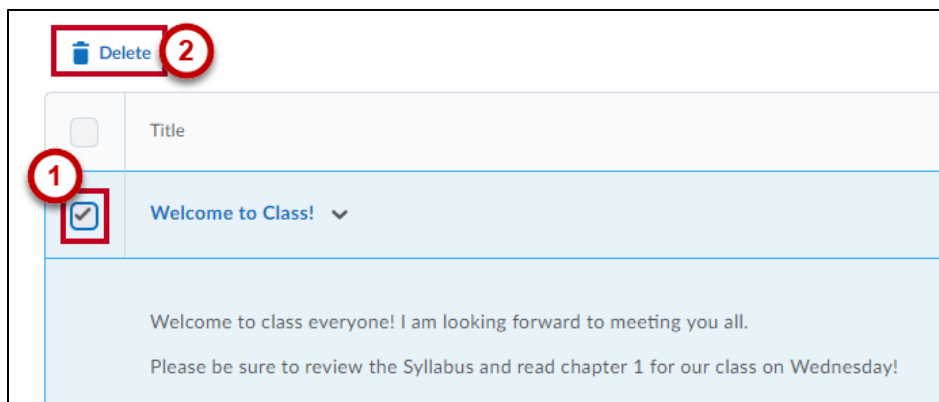 Delete
2
Title
1
Welcome to Class!
Welcome to class everyone! I am looking forward to meeting you all.
Please be sure to review the Syllabus and read chapter 1 for our class on Wednesday!